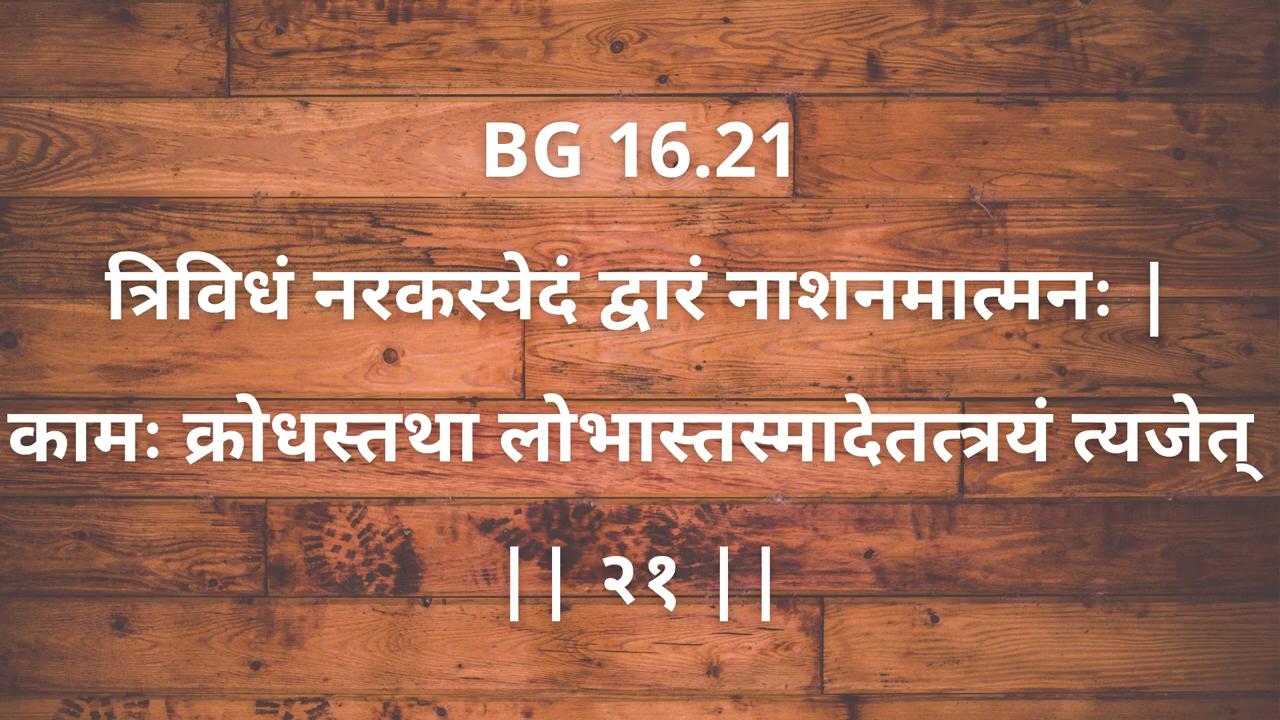 BG 16.21
त्रिविधं नरकस्येदं द्वारं नाशनमात्मनः |
कामः क्रोधस्तथा लोभास्तस्मादेतत्त्रयं त्यजेत्
|| २१ ||